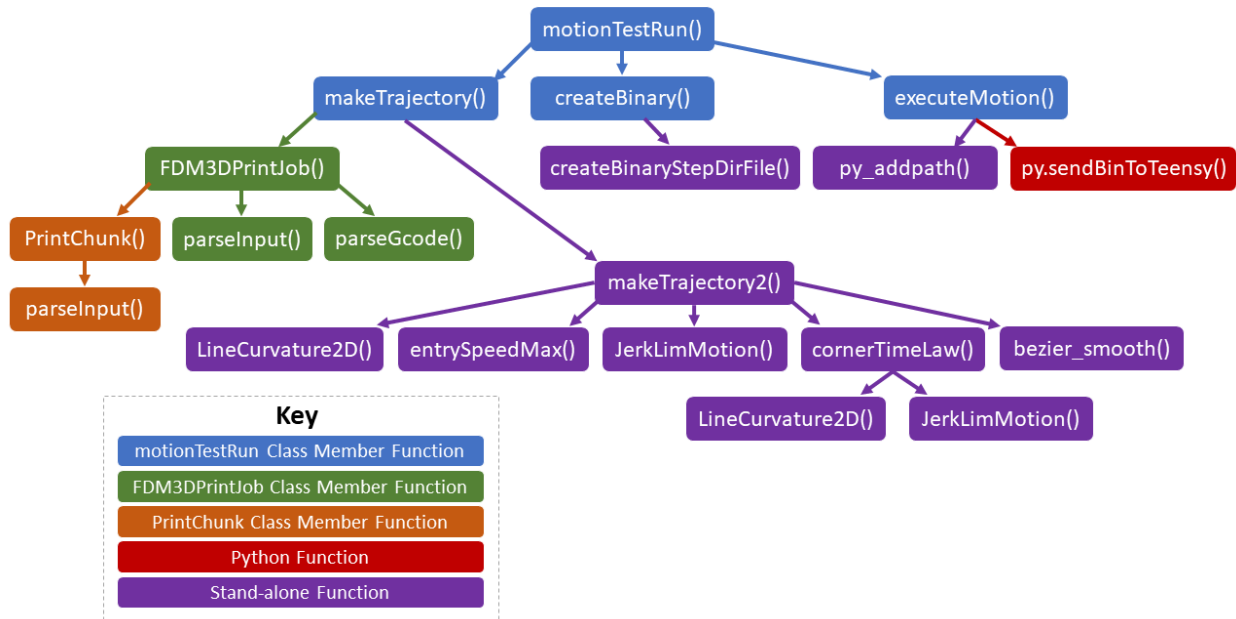 motionTestRun()
makeTrajectory()
createBinary()
executeMotion()
FDM3DPrintJob()
createBinaryStepDirFile()
py_addpath()
py.sendBinToTeensy()
PrintChunk()
parseInput()
parseGcode()
makeTrajectory2()
parseInput()
LineCurvature2D()
entrySpeedMax()
JerkLimMotion()
cornerTimeLaw()
bezier_smooth()
LineCurvature2D()
JerkLimMotion()
Key
motionTestRun Class Member Function
FDM3DPrintJob Class Member Function
PrintChunk Class Member Function
Python Function
Stand-alone Function